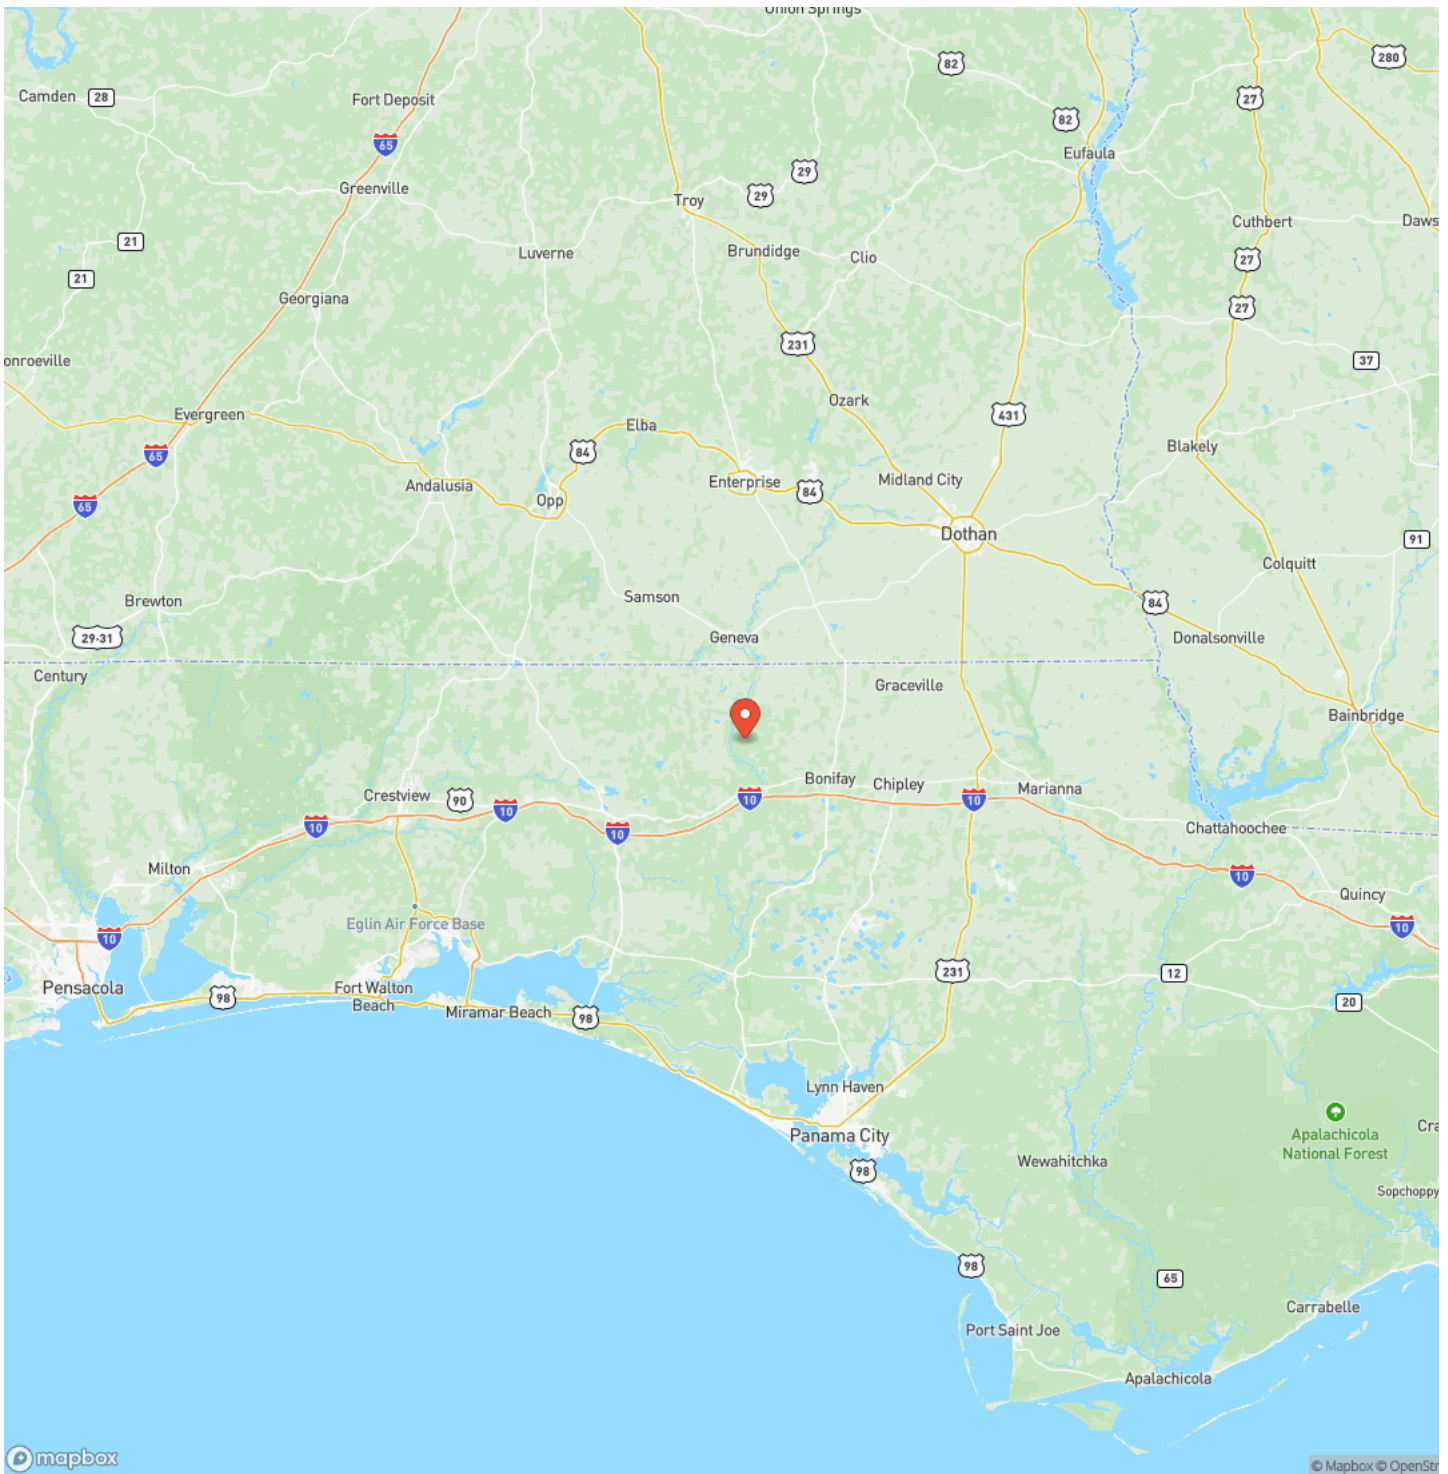 Union Springs
82
280
Camden
28
Fort Deposit
27
82
65
Eufaula
Greenville
29
29
Troy
Cuthbert
Daws
21
Luverne
Brundidge
Clio
27
21
Georgiana
27
231
onroeville
37
Ozark
Evergreen
Elba
431
65
84
Blakely
Andalusia
Opp
Enterprise
84
Midland City
65
Dothan
91
Colquitt
Brewton
Samson
84
29-31
Geneva
Donalsonville
Century
Graceville
Bainbridge
Crestview
90
10
10
10
10
Bonifay
Chipley
10
Marianna
Chattahoochee
Milton
10
Quincy
10
Eglin Air Force Base
10
Pensacola
98
Fort Walton
Beach
Miramar Beach
98
231
12
20
Lynn Haven
Panama City
98
Apalachicola
National Forest
Cra
Wewahitchka
Sopchoppy
98
65
Carrabelle
Port Saint Joe
Apalachicola
mapbox
© Mapbox © OpenStr